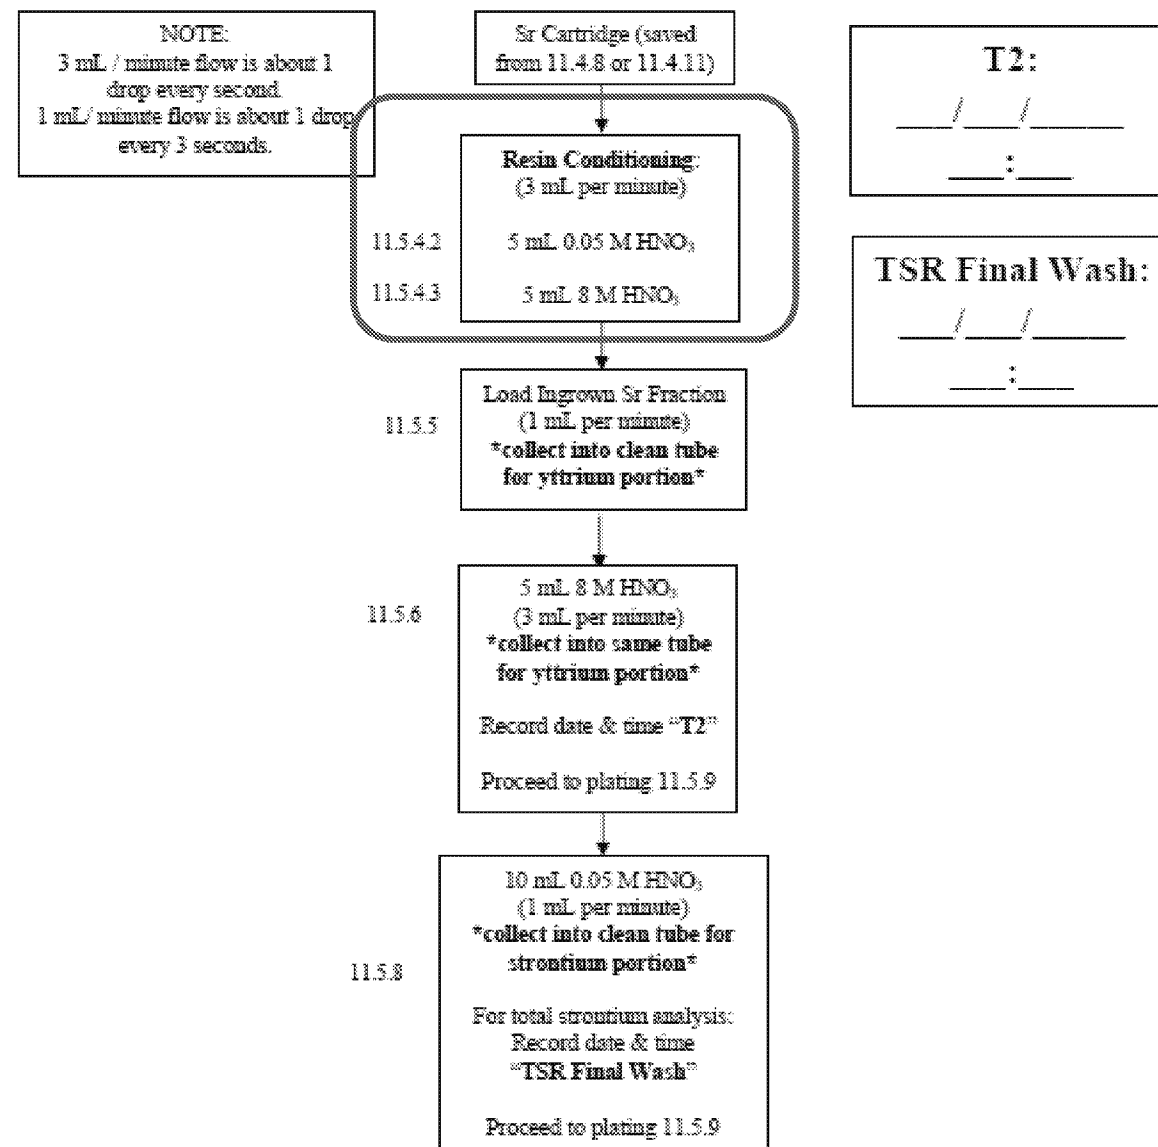 NOTE:
3 mL / minute flow is about 1
drop every second.
1 mL/ minute flow is about 1 drop
every 3 seconds.
Sr Cartridge (saved
from 11.4.8 or 11.4.11)
T2:
___/___/_____
___:___
TSR Final Wash:
___/___/_____
___:___
Resin Conditioning:
(3 mL per minute)
11.5.4.2 5 mL 0.05 M HNO₃
11.5.4.3 5 mL 8 M HNO₃
11.5.5
Load Ingrown Sr Fraction
(1 mL per minute)
*collect into clean tube
for yttrium portion*
11.5.6
5 mL 8 M HNO₃
(3 mL per minute)
*collect into same tube
for yttrium portion*
Record date & time “T2”
Proceed to plating 11.5.9
11.5.8
10 mL 0.05 M HNO₃
(1 mL per minute)
*collect into clean tube for
strontium portion*
For total strontium analysis:
Record date & time
“TSR Final Wash”
Proceed to plating 11.5.9